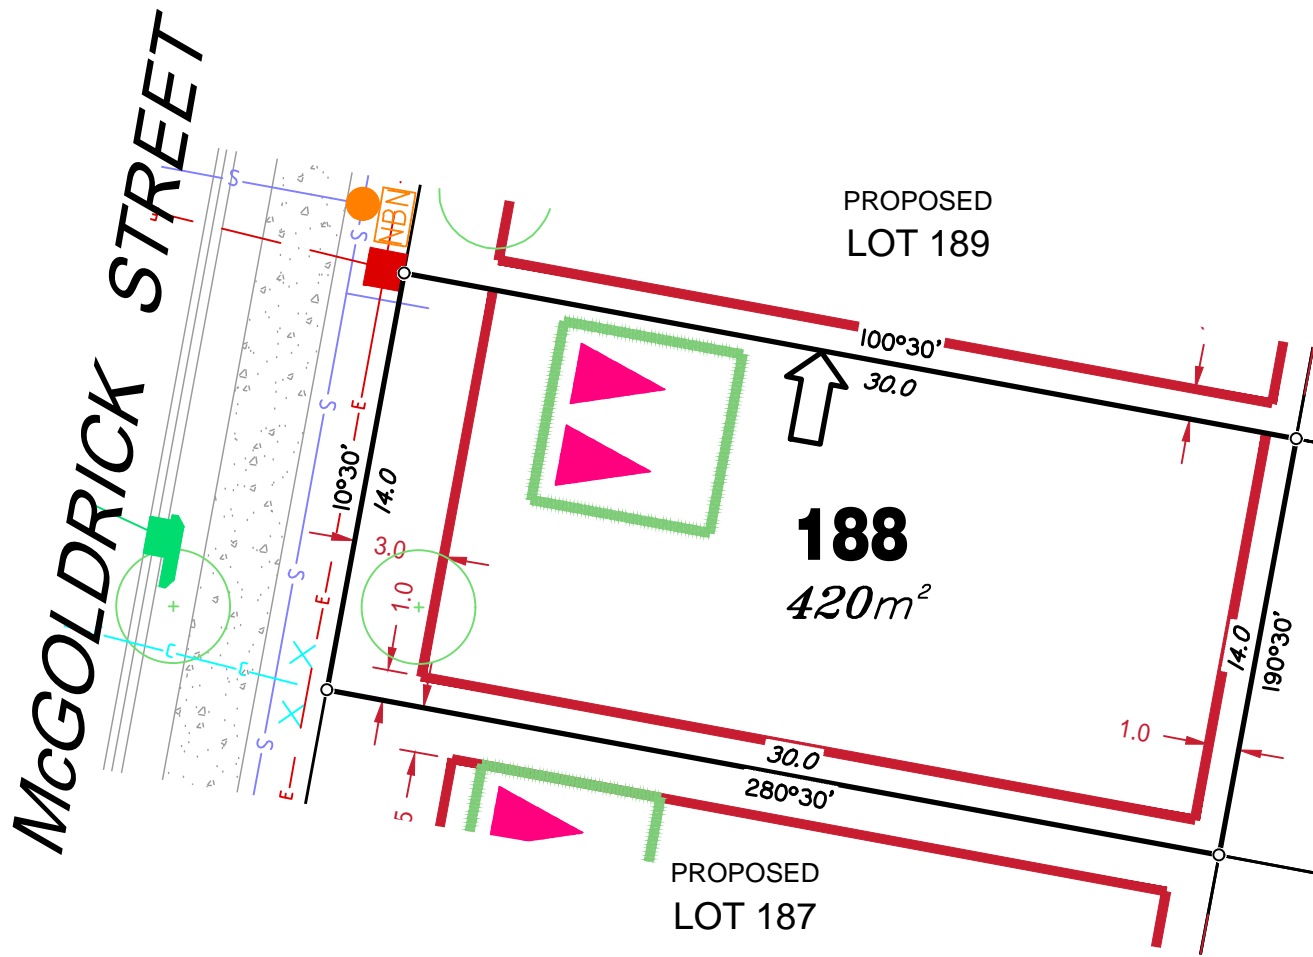 McGOLDRICK STREET
S
NBN
S
PROPOSED
LOT 189
100°30'
30.0
S
E
10°30'
14.0
188
420m²
3.0
1.0
S
E
14.0
190°30'
1.0
S
E
30.0
280°30'
5
PROPOSED
LOT 187